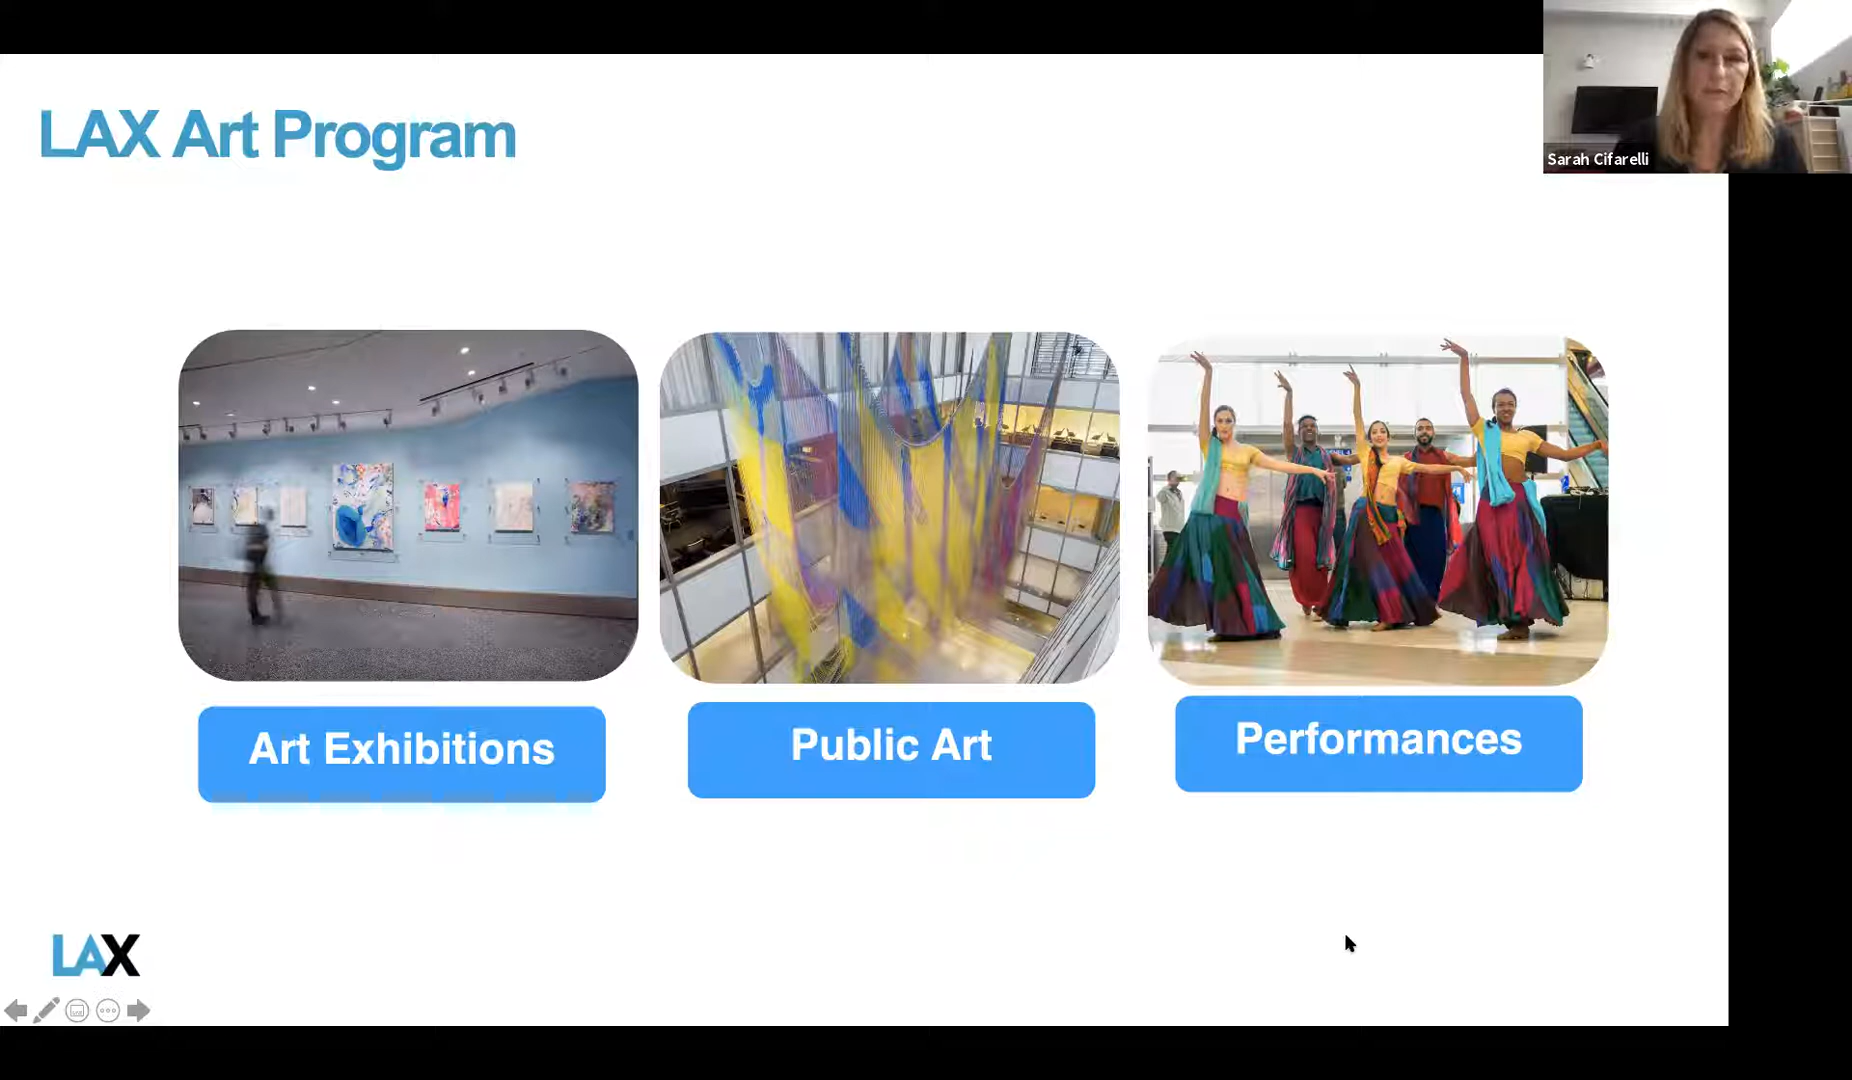 LAX Art Program
Sarah Cifarelli
Art Exhibitions
Public Art
Performances
LAX